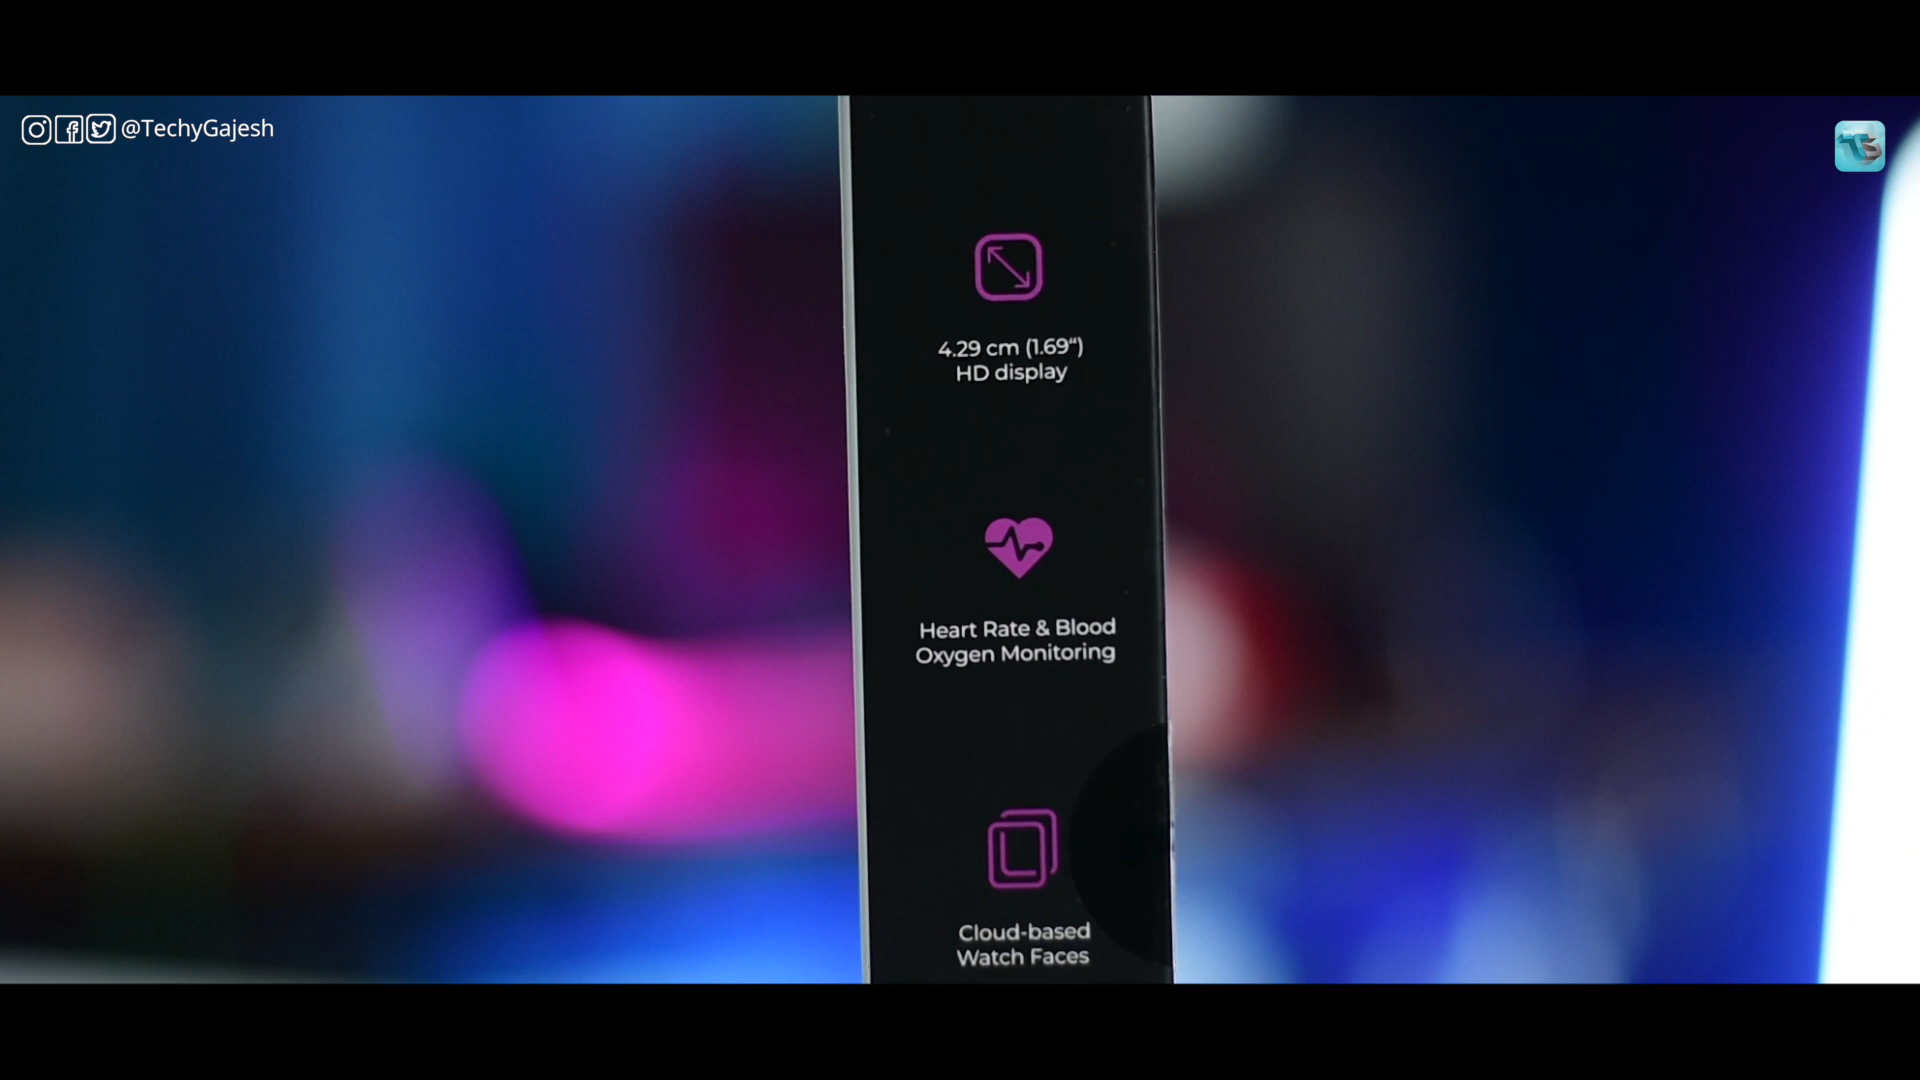 @TechyGajesh
4.29 cm (1.69“)
HD display
Heart Rate & Blood
Oxygen Monitoring
Cloud-based
Watch Faces